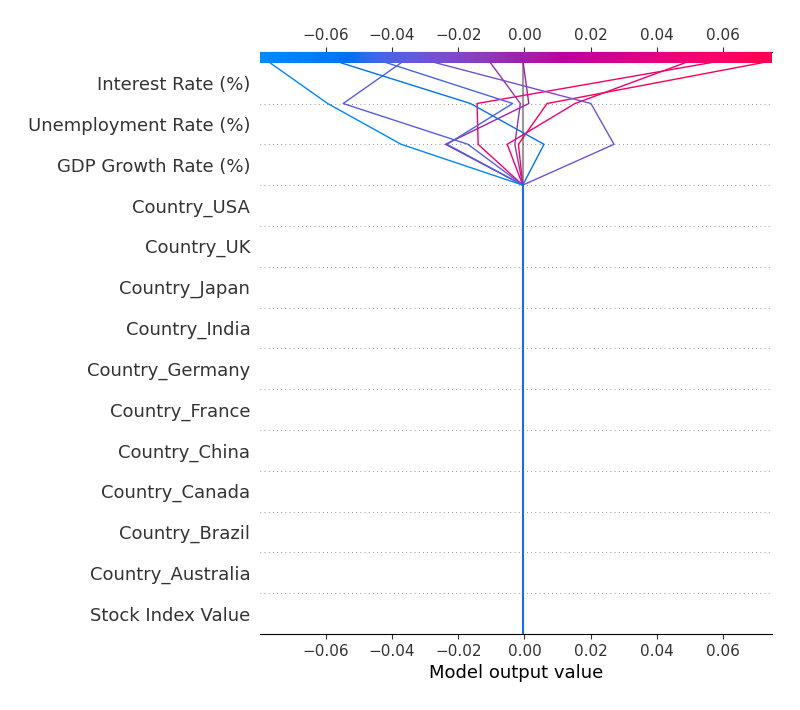 −0.06 −0.04 −0.02 0.00 0.02 0.04 0.06
Interest Rate (%)
Unemployment Rate (%)
GDP Growth Rate (%)
Country_USA
Country_UK
Country_Japan
Country_India
Country_Germany
Country_France
Country_China
Country_Canada
Country_Brazil
Country_Australia
Stock Index Value
−0.06 −0.04 −0.02 0.00 0.02 0.04 0.06
Model output value